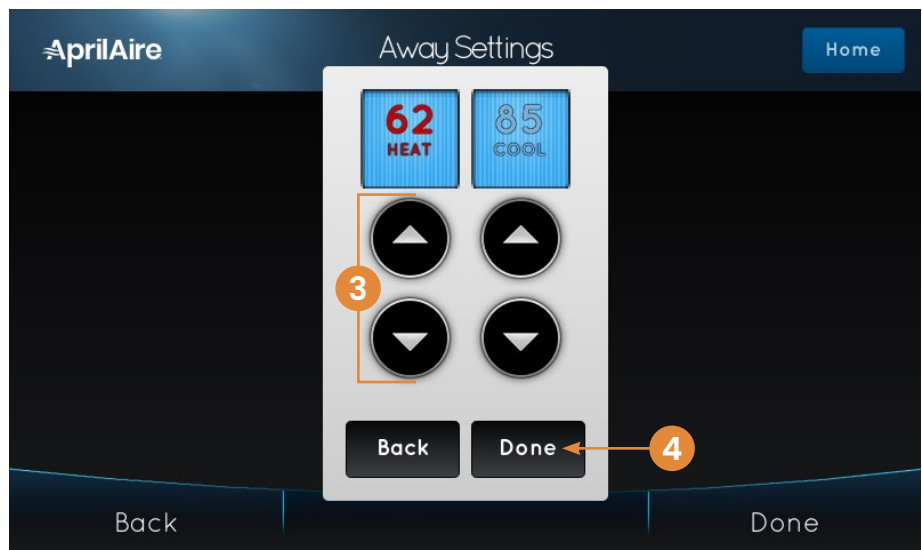 AprilAire
Away Settings
Home
62
HEAT
85
COOL
3
Back
Done
4
Back
Done